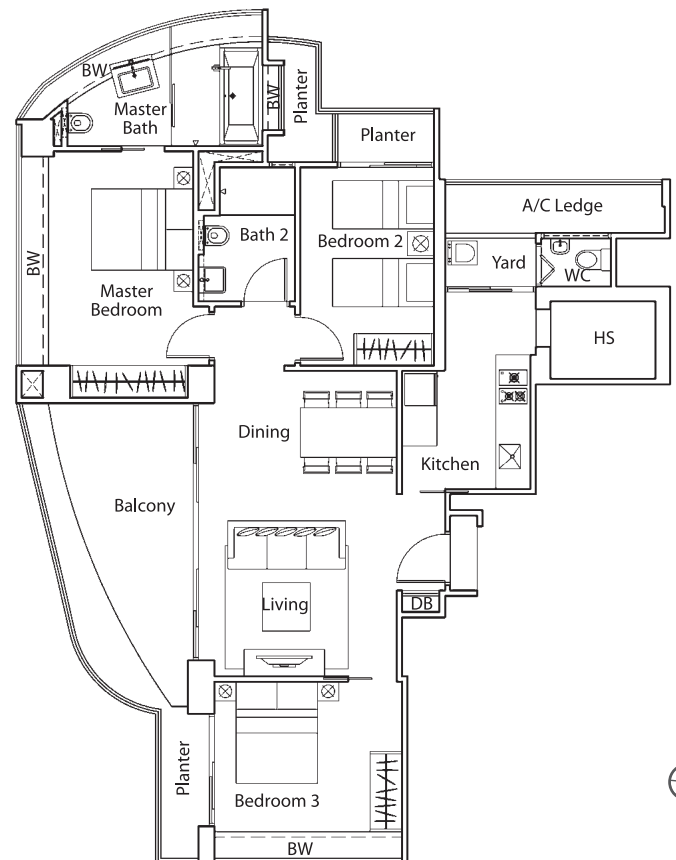 BW
Master
Bath
BW
Planter
Planter
A/C Ledge
BW
Master
Bedroom
Bath 2
Bedroom 2
Yard
WC
HS
Dining
Kitchen
Balcony
Living
DB
Planter
Bedroom 3
BW